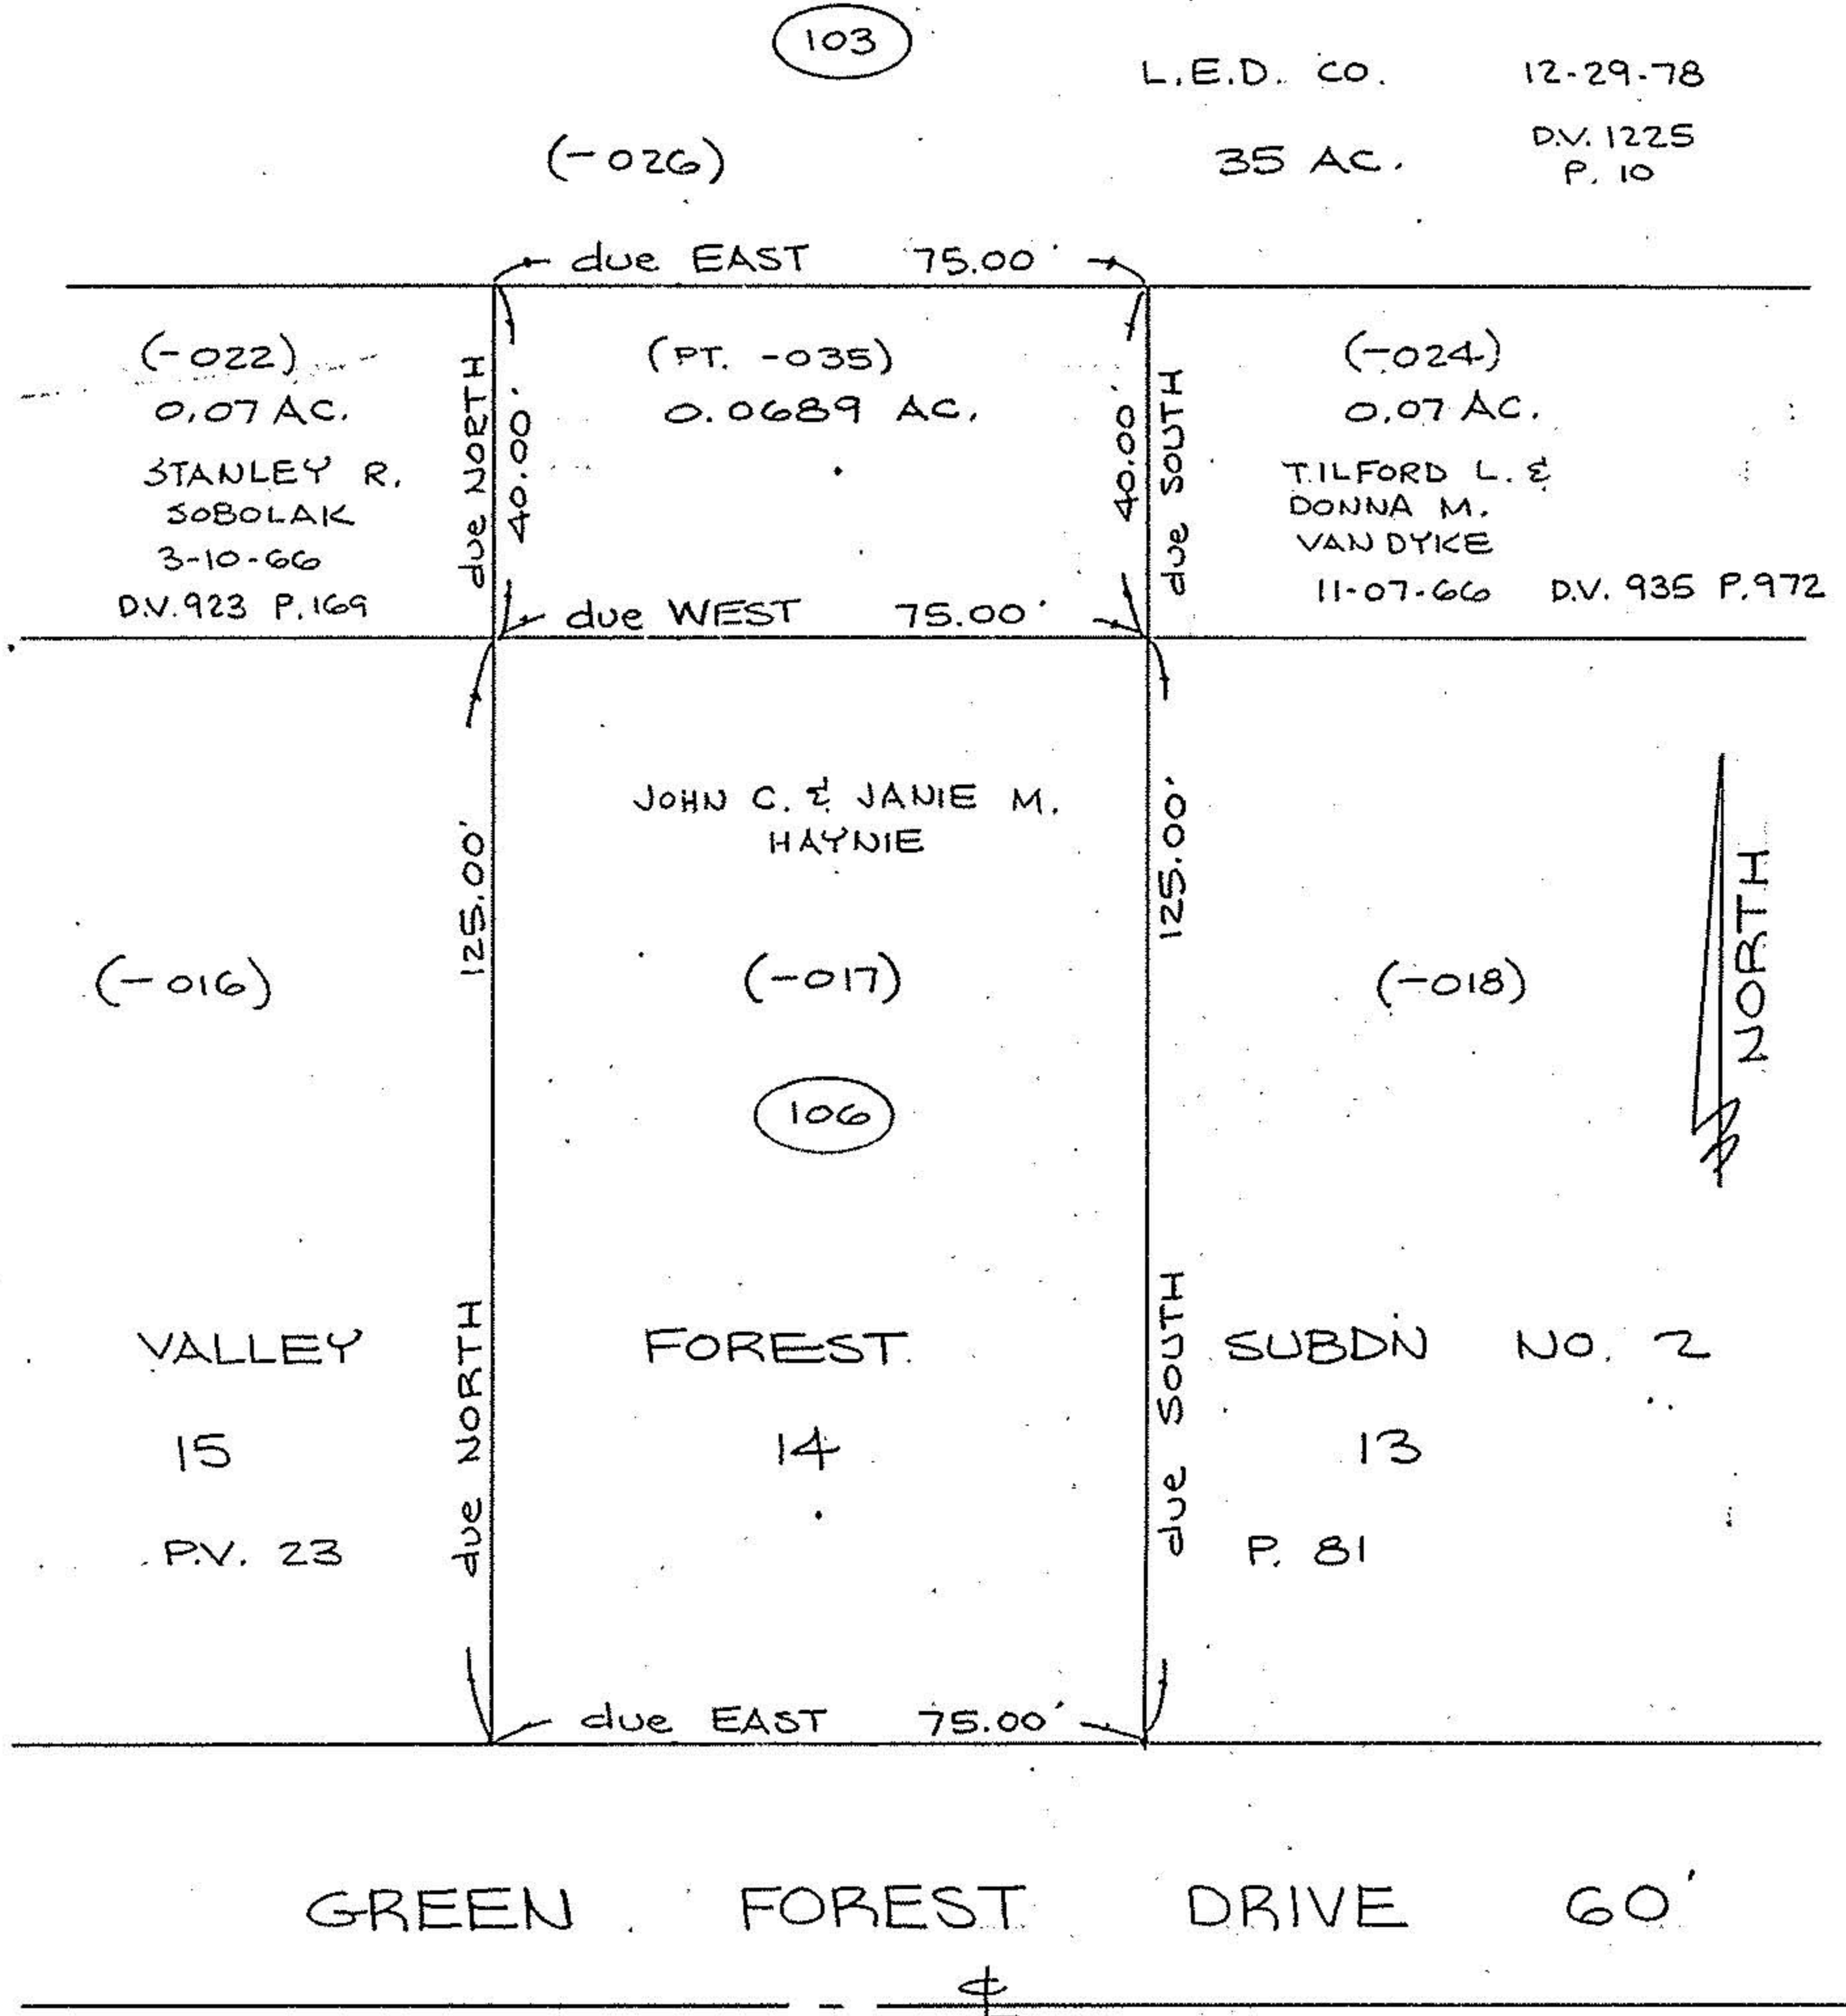 103
L.E.D. CO. 12-29-78
(-026) 35 AC. D.V. 1225
P. 10
due EAST 75.00'
(-022)
0.07 AC.
STANLEY R.
SOBOLAK
3-10-66
D.V. 923 P. 169
due NORTH
40.00'
(PT. -035)
0.0689 AC.
40.00'
due SOUTH
(-024)
0.07 AC.
TILFORD L. &
DONNA M.
VAN DYKE
11-07-66 D.V. 935 P. 972
due WEST 75.00'
125.00'
JOHN C. & JANIE M.
HAYNIE
125.00'
NORTH
(-016) (-017) (-018)
106
due NORTH
due SOUTH
VALLEY FOREST SUBDN NO. 2
15 14 13
P.V. 23 P. 81
due EAST 75.00'
GREEN FOREST DRIVE 60'
℄